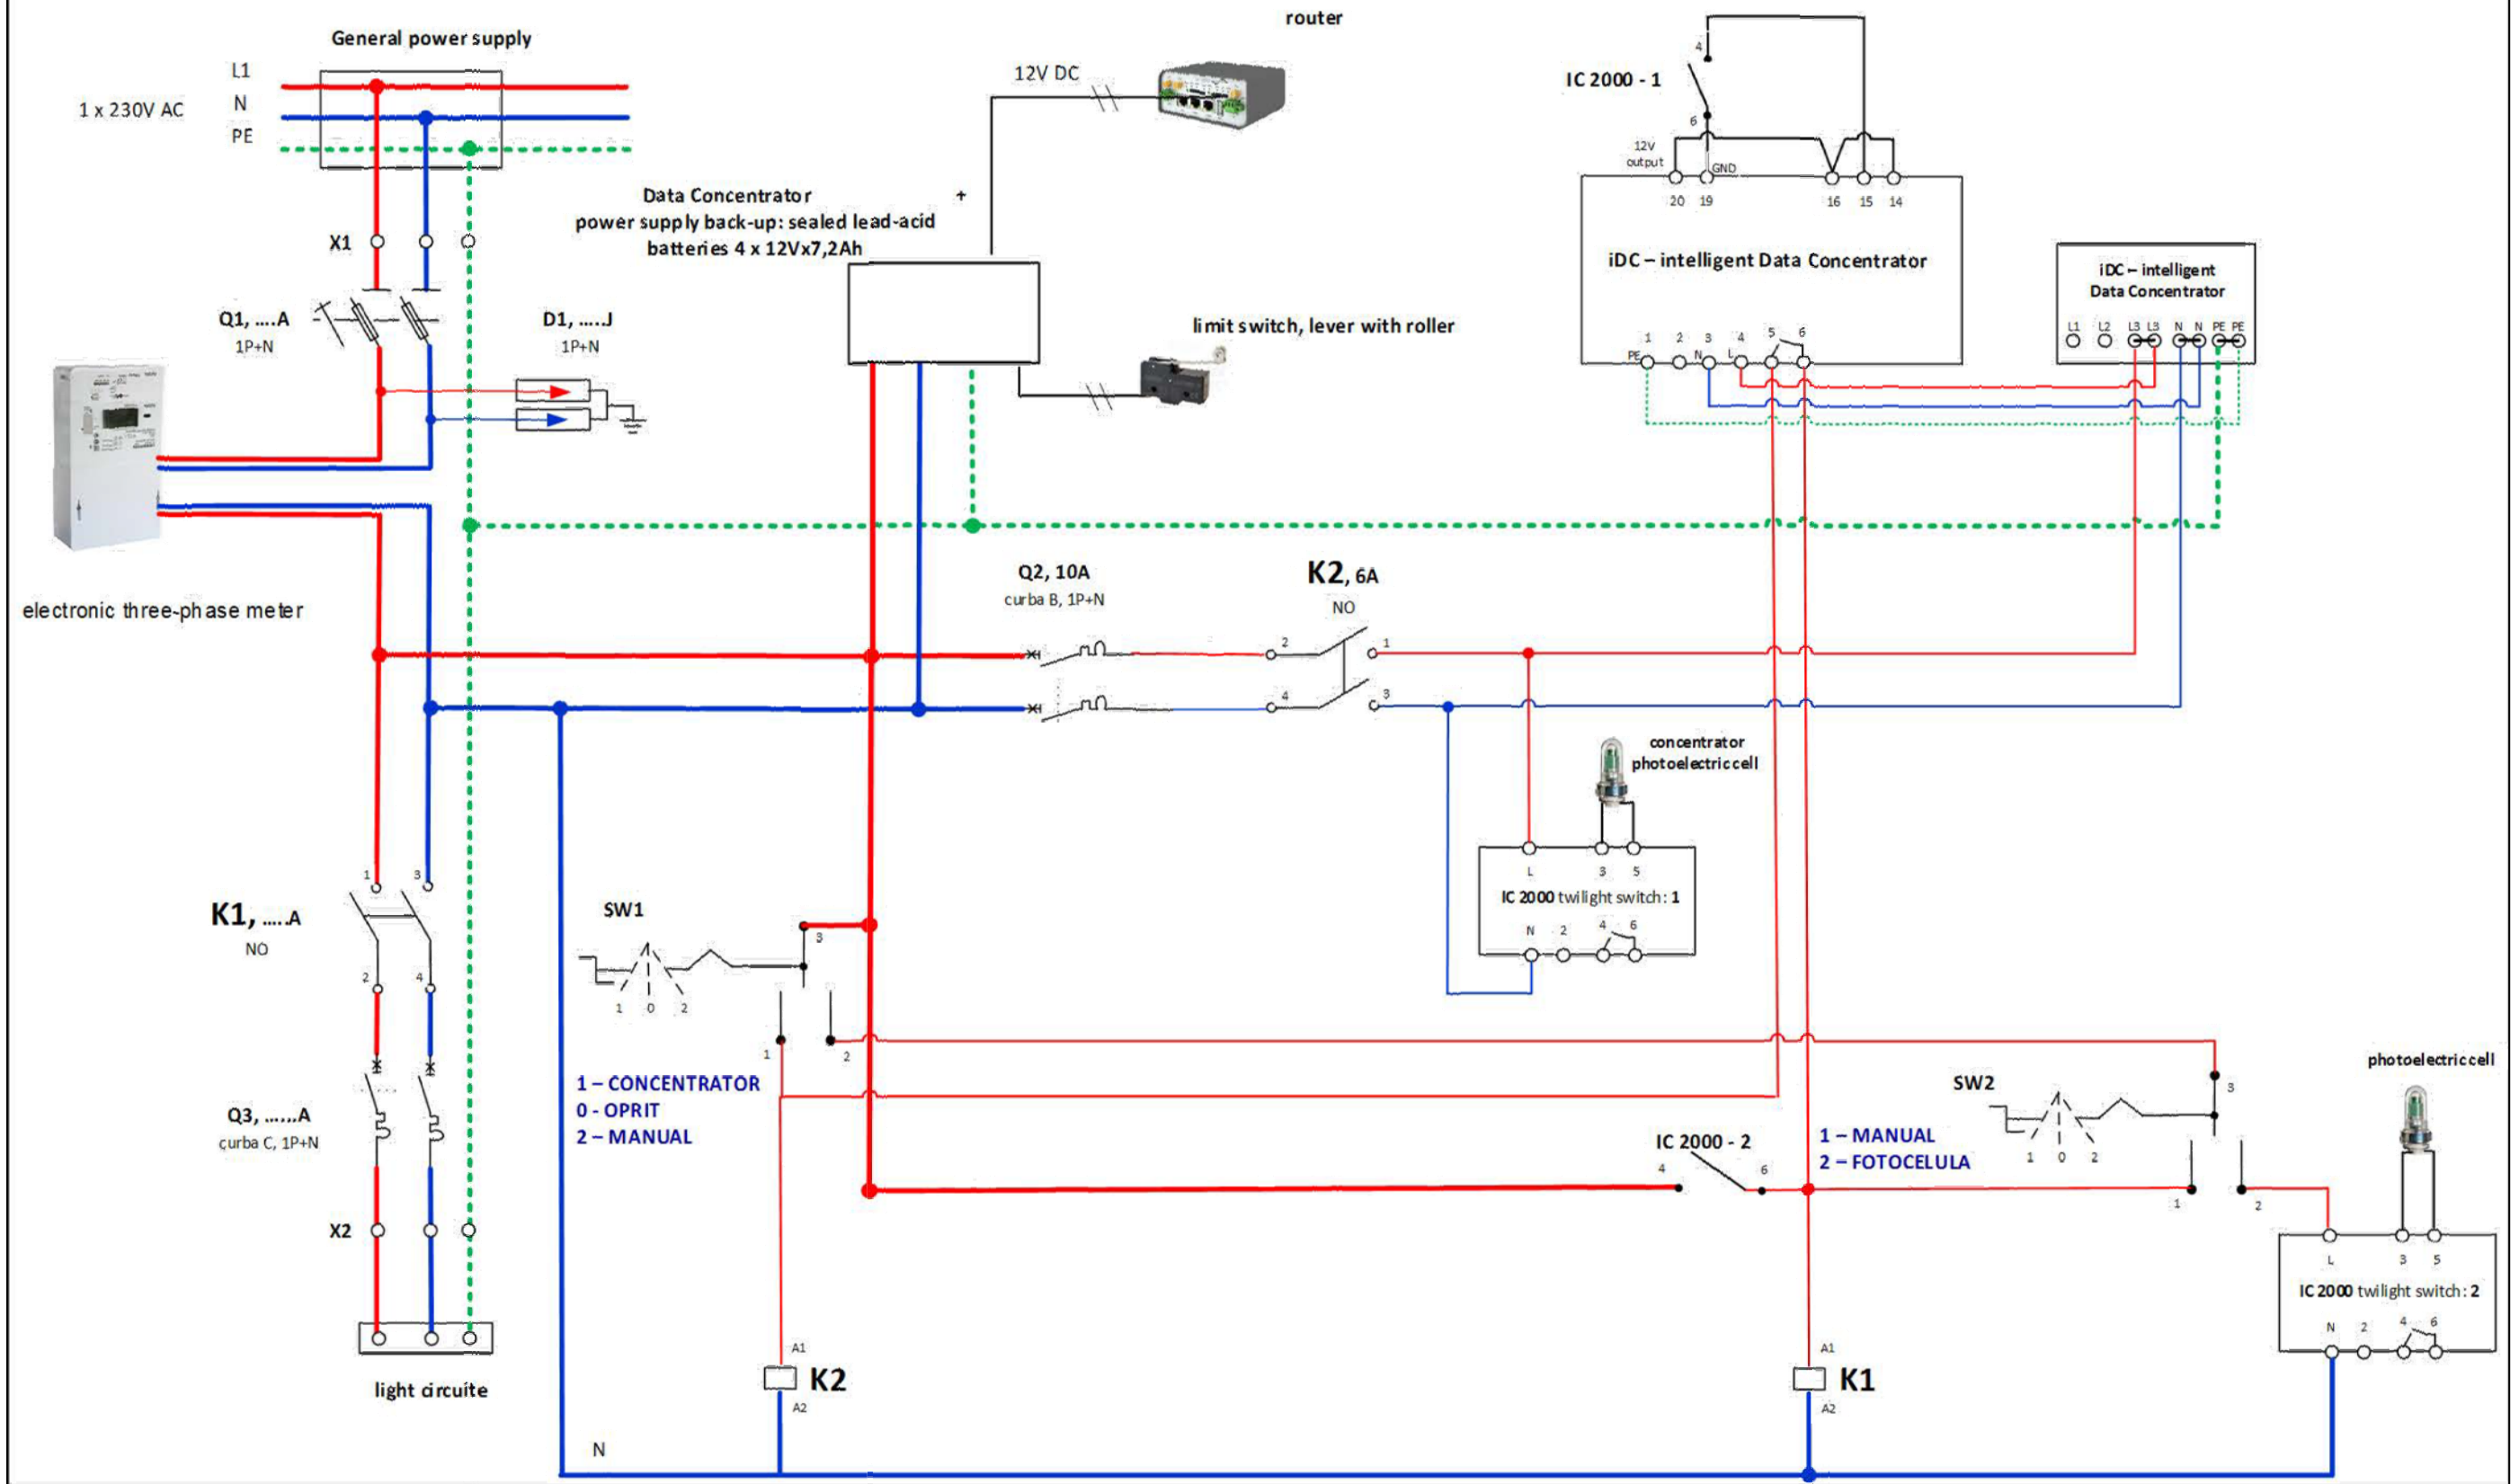 router
General power supply
L1
12V DC
4
IC 2000 - 1
1 x 230V AC
N
6
PE
12V
output
GND
Data Concentrator
+
power supply back-up: sealed lead-acid
batteries 4 x 12Vx7,2Ah
20 19 16 15 14
X1
iDC – intelligent Data Concentrator
iDC – intelligent
Data Concentrator
Q1, ....A
1P+N
D1, .....J
1P+N
limit switch, lever with roller
1 2 3 4 5 6
PE N L
L1 L2 L3 L3 N N PE PE
electronic three-phase meter
Q2, 10A
curba B, 1P+N
K2, 6A
NO
2 1
4 3
concentrator
photoelectric cell
L 3 5
IC 2000 twilight switch: 1
N 2 4 6
1 3
K1, .....A
NO
2 4
SW1
3
1 0 2
1 2
1 – CONCENTRATOR
0 - OPRIT
2 – MANUAL
photoelectric cell
SW2
3
1 0 2
Q3, ......A
curba C, 1P+N
IC 2000 - 2
4 6
1 – MANUAL
2 – FOTOCELULA
1 2
X2
L 3 5
IC 2000 twilight switch: 2
N 2 4 6
light circuite
A1
K2
A2
A1
K1
A2
N